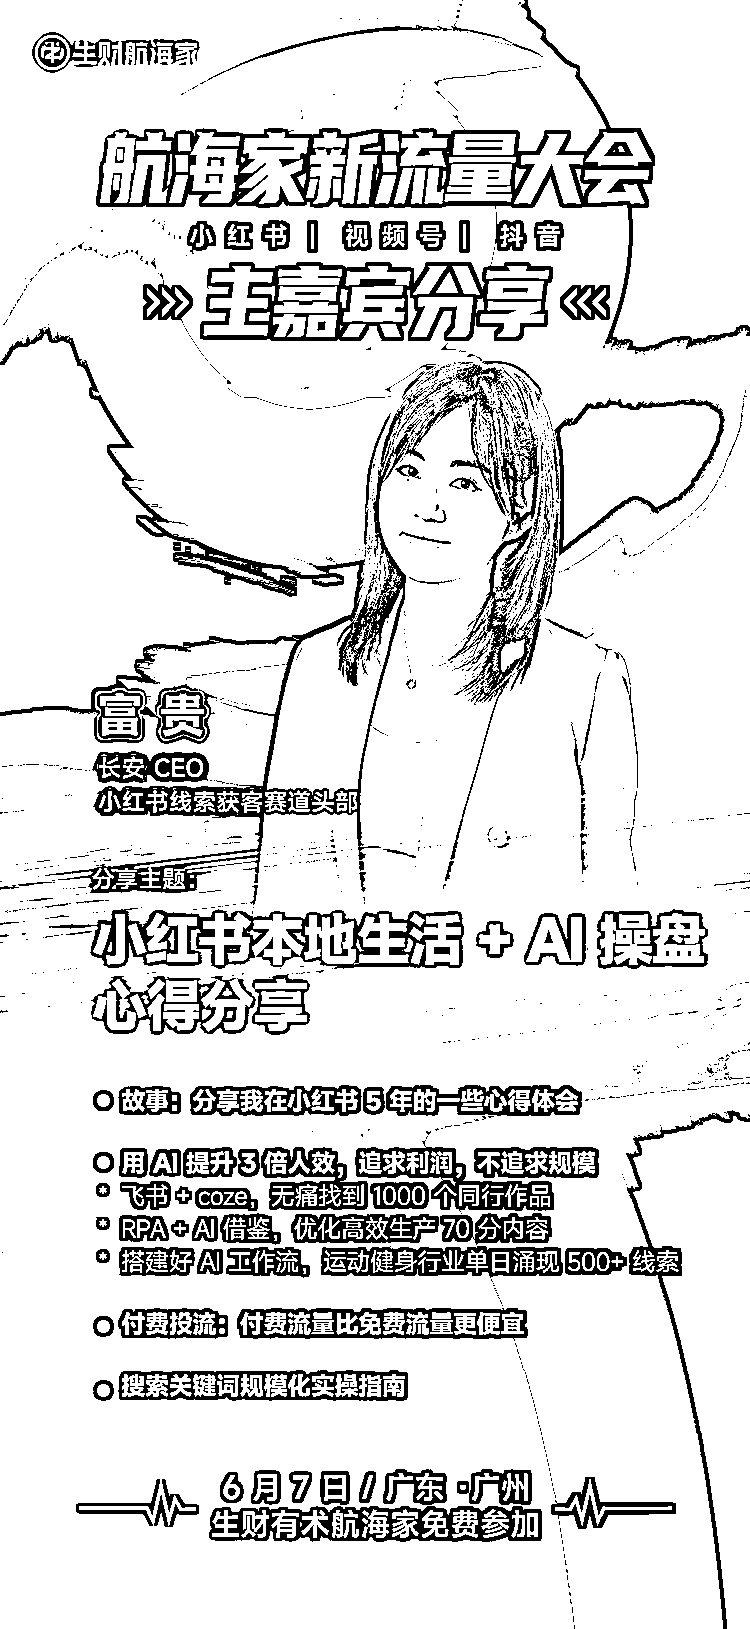 生财航海家
航海家新流量大会
小红书 | 视频号 | 抖音
主嘉宾分享
富贵
长安 CEO
小红书线索获客赛道头部
分享主题：
小红书本地生活 + AI 操盘
心得分享
故事：分享我在小红书 5 年的一些心得体会
用 AI 提升 3 倍人效，追求利润，不追求规模
* 飞书 + coze，无痛找到 1000 个同行作品
* RPA + AI 借鉴，优化高效生产 70 分内容
* 搭建好 AI 工作流，运动健身行业单日涌现 500+ 线索
付费投流：付费流量比免费流量更便宜
搜索关键词规模化实操指南
6 月 7 日 / 广东 · 广州
生财有术航海家免费参加